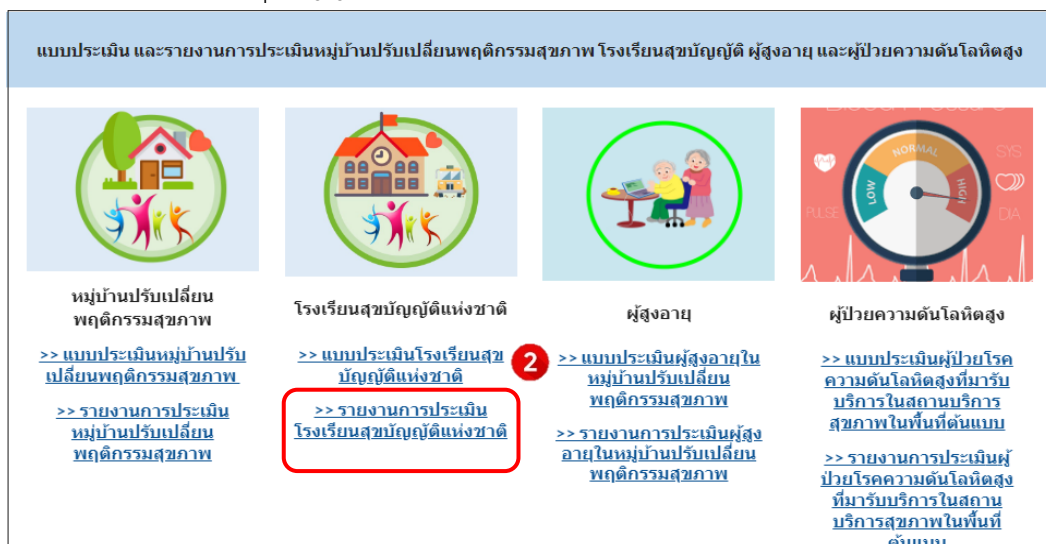 แบบประเมิน และรายงานการประเมินหมู่บ้านปรับเปลี่ยนพฤติกรรมสุขภาพ โรงเรียนสุขบัญญัติ ผู้สูงอายุ และผู้ป่วยความดันโลหิตสูง
NORMAL
LOW
HIGH
SYS
PULSE
DIA
หมู่บ้านปรับเปลี่ยน
พฤติกรรมสุขภาพ
>> แบบประเมินหมู่บ้านปรับ
เปลี่ยนพฤติกรรมสุขภาพ
>> รายงานการประเมิน
หมู่บ้านปรับเปลี่ยน
พฤติกรรมสุขภาพ
โรงเรียนสุขบัญญัติแห่งชาติ
>> แบบประเมินโรงเรียนสุข
บัญญัติแห่งชาติ
>> รายงานการประเมิน
โรงเรียนสุขบัญญัติแห่งชาติ
2
ผู้สูงอายุ
>> แบบประเมินผู้สูงอายุใน
หมู่บ้านปรับเปลี่ยน
พฤติกรรมสุขภาพ
>> รายงานการประเมินผู้สูง
อายุในหมู่บ้านปรับเปลี่ยน
พฤติกรรมสุขภาพ
ผู้ป่วยความดันโลหิตสูง
>> แบบประเมินผู้ป่วยโรค
ความดันโลหิตสูงที่มารับ
บริการในสถานบริการ
สุขภาพในพื้นที่ต้นแบบ
>> รายงานการประเมินผู้
ป่วยโรคความดันโลหิตสูง
ที่มารับบริการในสถาน
บริการสุขภาพในพื้นที่
ต้นแบบ